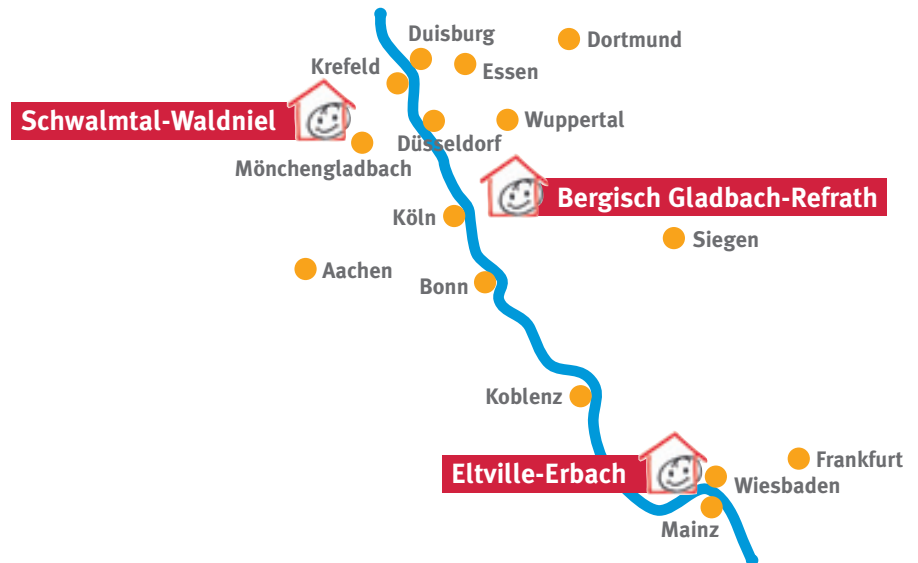 Duisburg
Dortmund
Krefeld
Essen
Schwalmtal-Waldniel
Wuppertal
Düsseldorf
Mönchengladbach
Bergisch Gladbach-Refrath
Köln
Siegen
Aachen
Bonn
Koblenz
Frankfurt
Eltville-Erbach
Wiesbaden
Mainz